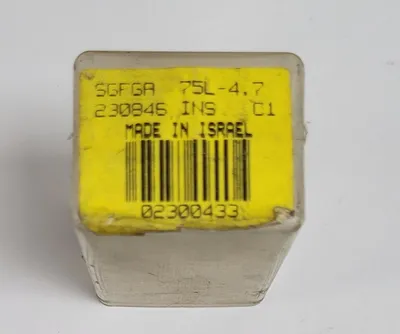 SGFGA 75L-4.7
230846 INS C1
MADE IN ISRAEL
02300433